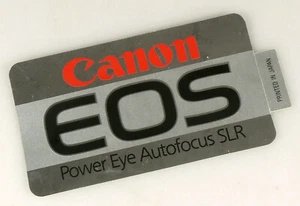 Canon
EOS
Power Eye Autofocus SLR
PRINTED IN JAPAN